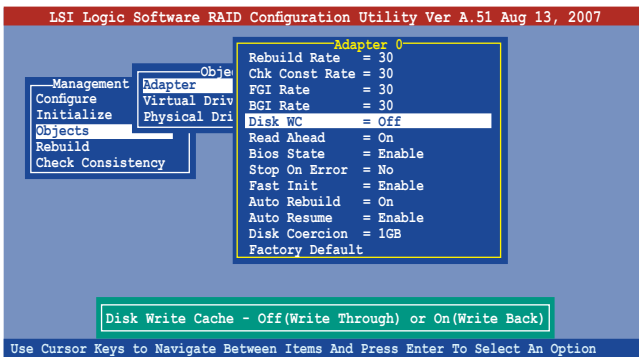 LSI Logic Software RAID Configuration Utility Ver A.51 Aug 13, 2007
Management
Configure
Initialize
Objects
Rebuild
Check Consistency
Obje
Adapter
Virtual Driv
Physical Dri
Adapter 0
Rebuild Rate = 30
Chk Const Rate = 30
FGI Rate = 30
BGI Rate = 30
Disk WC = Off
Read Ahead = On
Bios State = Enable
Stop On Error = No
Fast Init = Enable
Auto Rebuild = On
Auto Resume = Enable
Disk Coercion = 1GB
Factory Default
Disk Write Cache - Off(Write Through) or On(Write Back)
Use Cursor Keys to Navigate Between Items And Press Enter To Select An Option